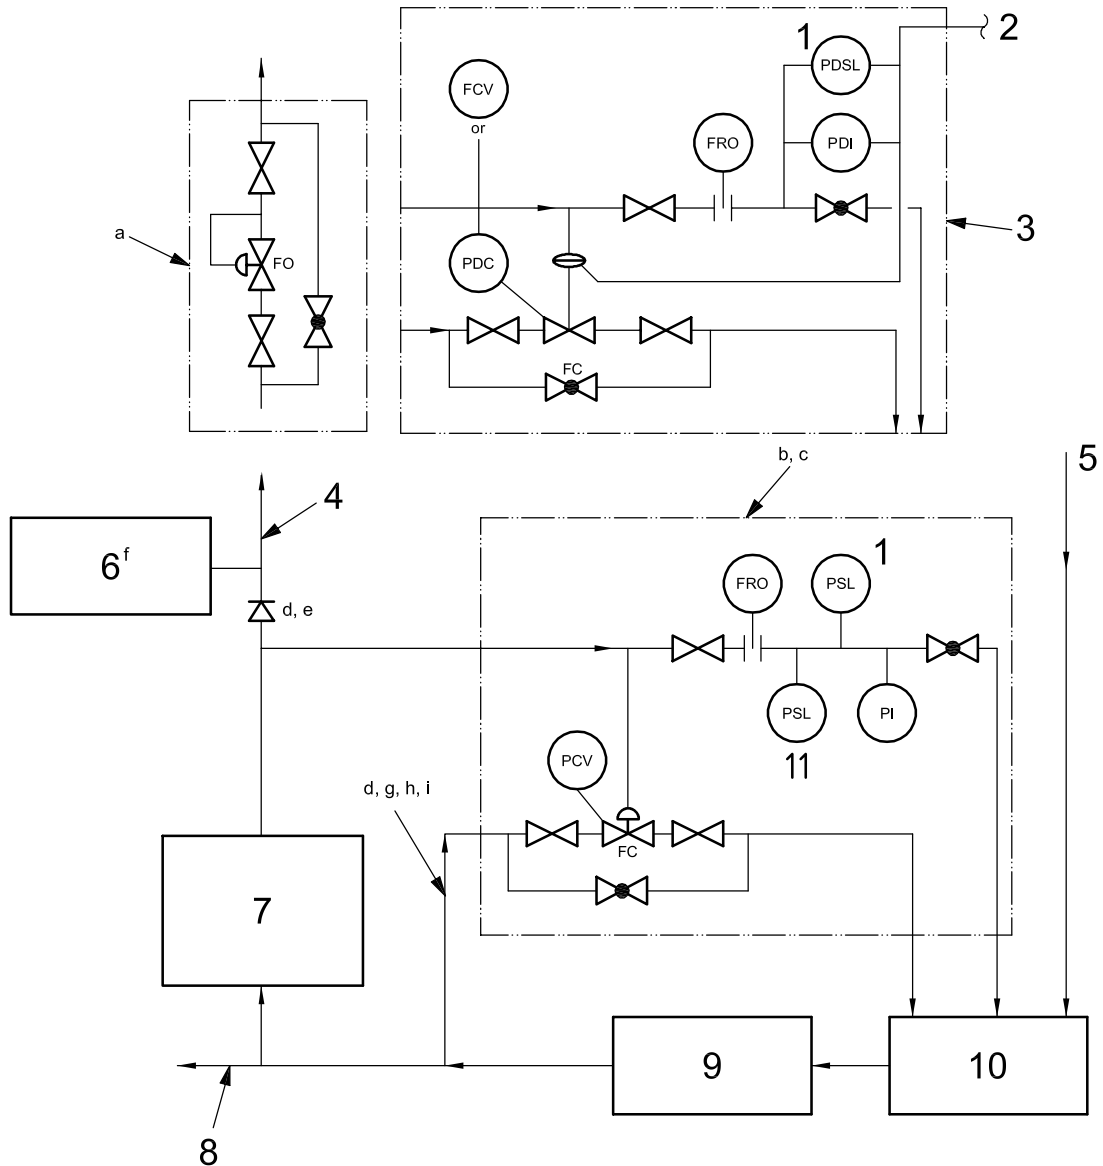 1
2
PDSL
FCV
or
FRO
PDI
a
3
FO
PDC
FC
b, c
5
4
6 f
1
FRO
PSL
d, e
PSL
PI
11
PCV
d, g, h, i
FC
7
9
10
8